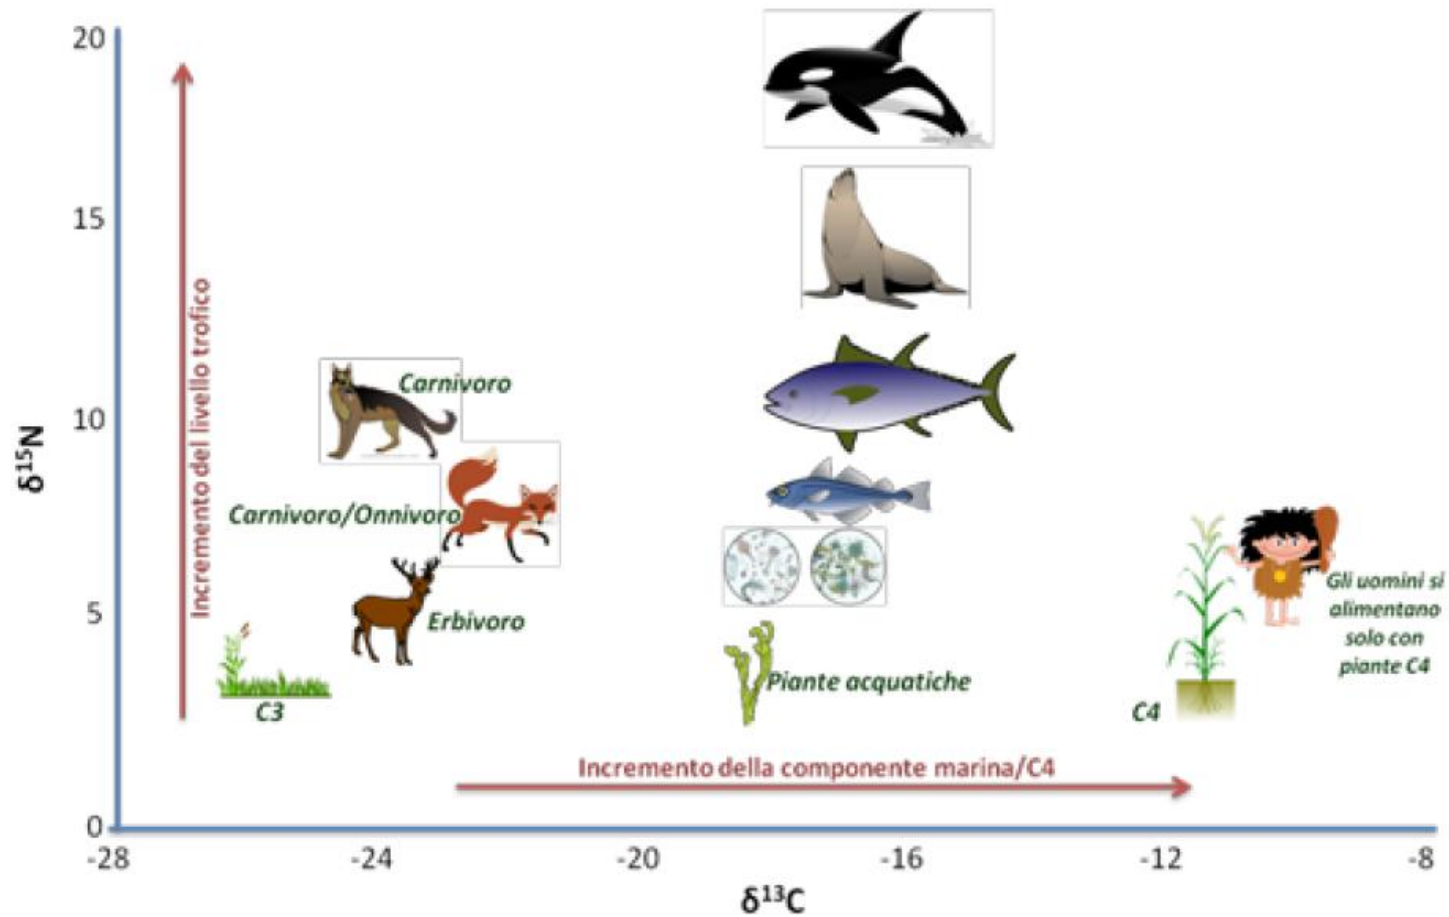 20
15
10
5
0
δ¹⁵N
Incremento del livello trofico
Carnivoro
Carnivoro/Onnivoro
Erbivoro
C3
Piante acquatiche
C4
Gli uomini si
alimentano
solo con
piante C4
Incremento della componente marina/C4
-28 -24 -20 -16 -12 -8
δ¹³C